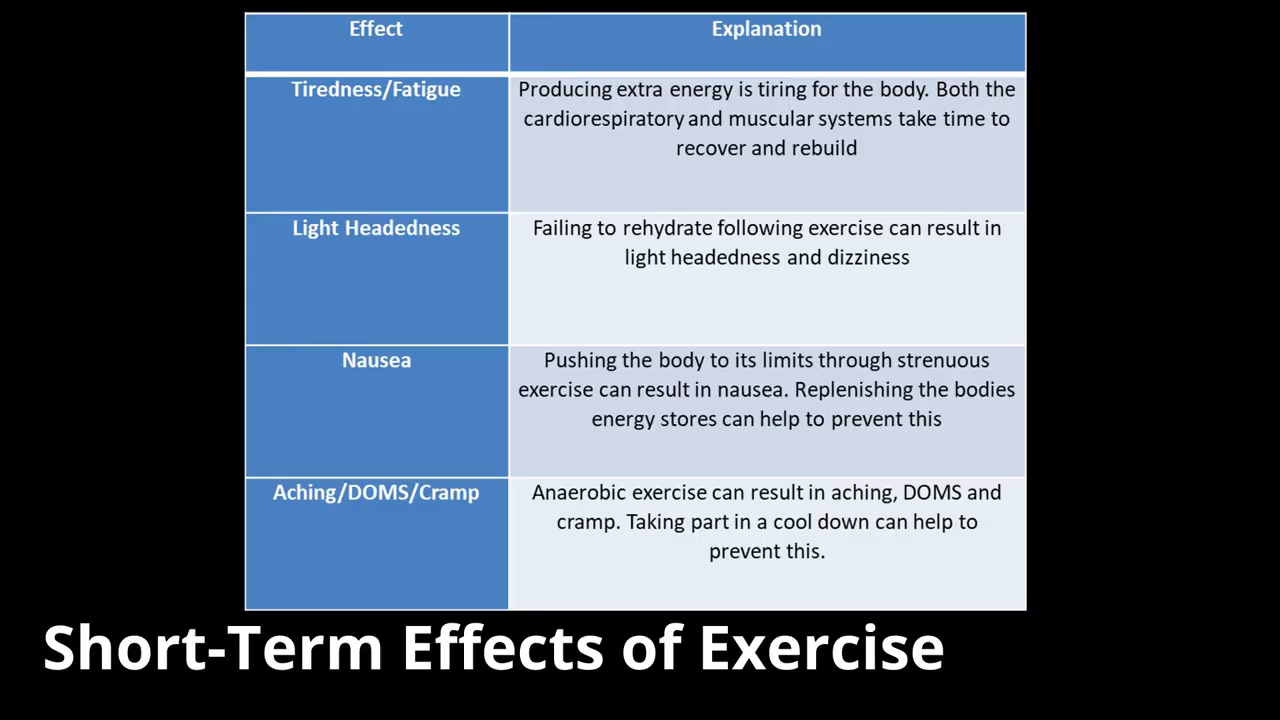 Effect
Explanation
Tiredness/Fatigue
Producing extra energy is tiring for the body. Both the
cardiorespiratory and muscular systems take time to
recover and rebuild
Light Headedness
Failing to rehydrate following exercise can result in
light headedness and dizziness
Nausea
Pushing the body to its limits through strenuous
exercise can result in nausea. Replenishing the bodies
energy stores can help to prevent this
Aching/DOMS/Cramp
Anaerobic exercise can result in aching, DOMS and
cramp. Taking part in a cool down can help to
prevent this.
Short-Term Effects of Exercise